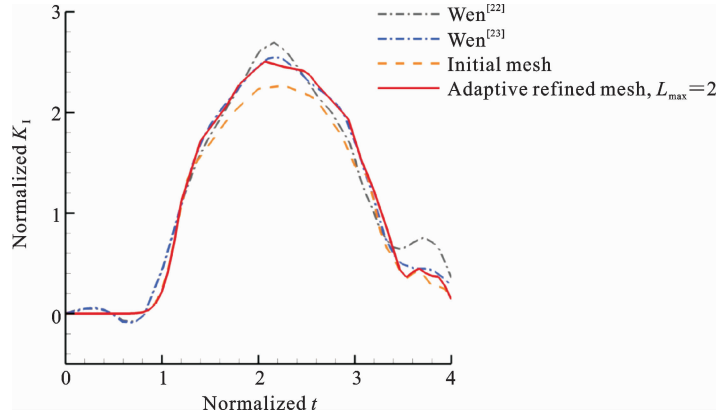 Wen[22]
Wen[23]
Initial mesh
Adaptive refined mesh, Lmax=2
Normalized KI
3
2
1
0
0 1 2 3 4
Normalized t